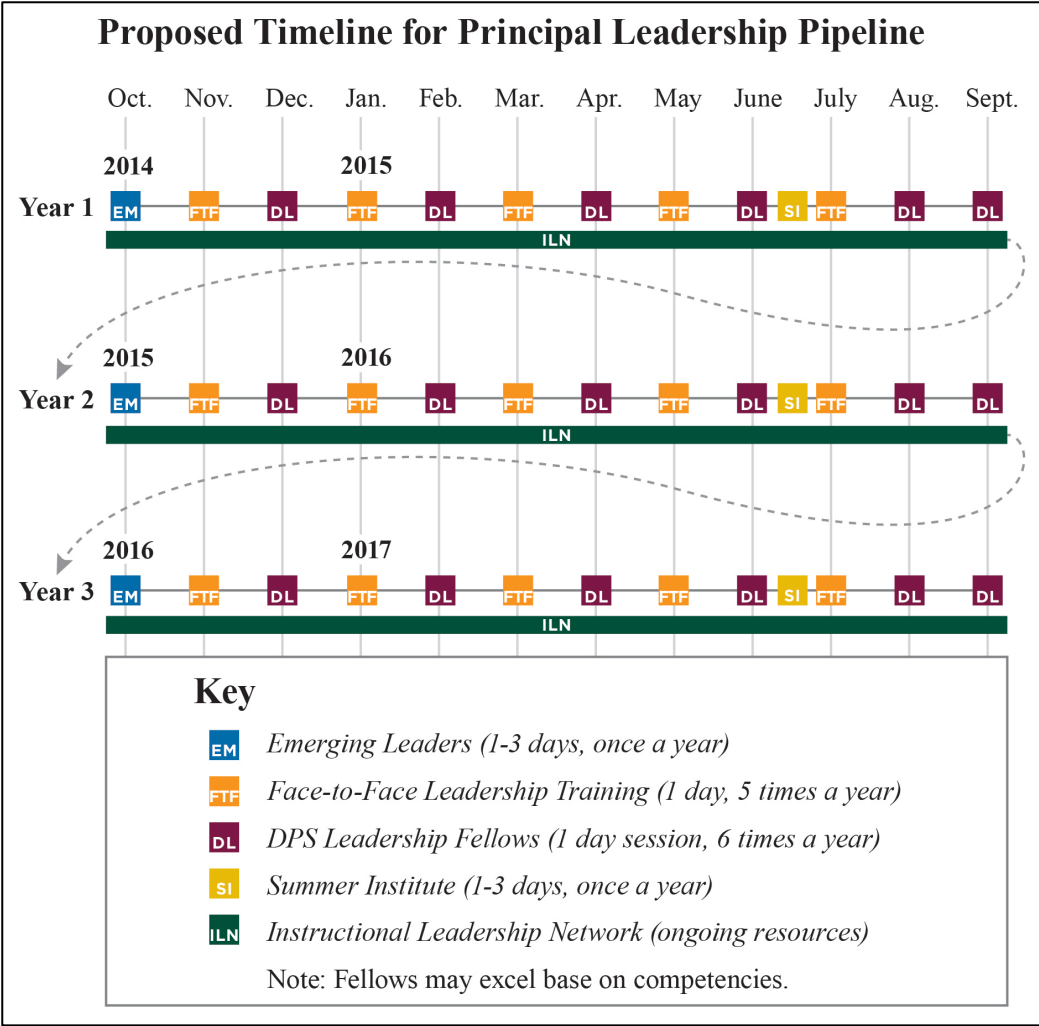 Proposed Timeline for Principal Leadership Pipeline
Oct. Nov. Dec. Jan. Feb. Mar. Apr. May June July Aug. Sept.
2014 2015
Year 1 EM FTF DL FTF DL FTF DL FTF DL SI FTF DL DL
ILN
2015 2016
Year 2 EM FTF DL FTF DL FTF DL FTF DL SI FTF DL DL
ILN
2016 2017
Year 3 EM FTF DL FTF DL FTF DL FTF DL SI FTF DL DL
ILN
Key
EM Emerging Leaders (1-3 days, once a year)
FTF Face-to-Face Leadership Training (1 day, 5 times a year)
DL DPS Leadership Fellows (1 day session, 6 times a year)
SI Summer Institute (1-3 days, once a year)
ILN Instructional Leadership Network (ongoing resources)
Note: Fellows may excel base on competencies.